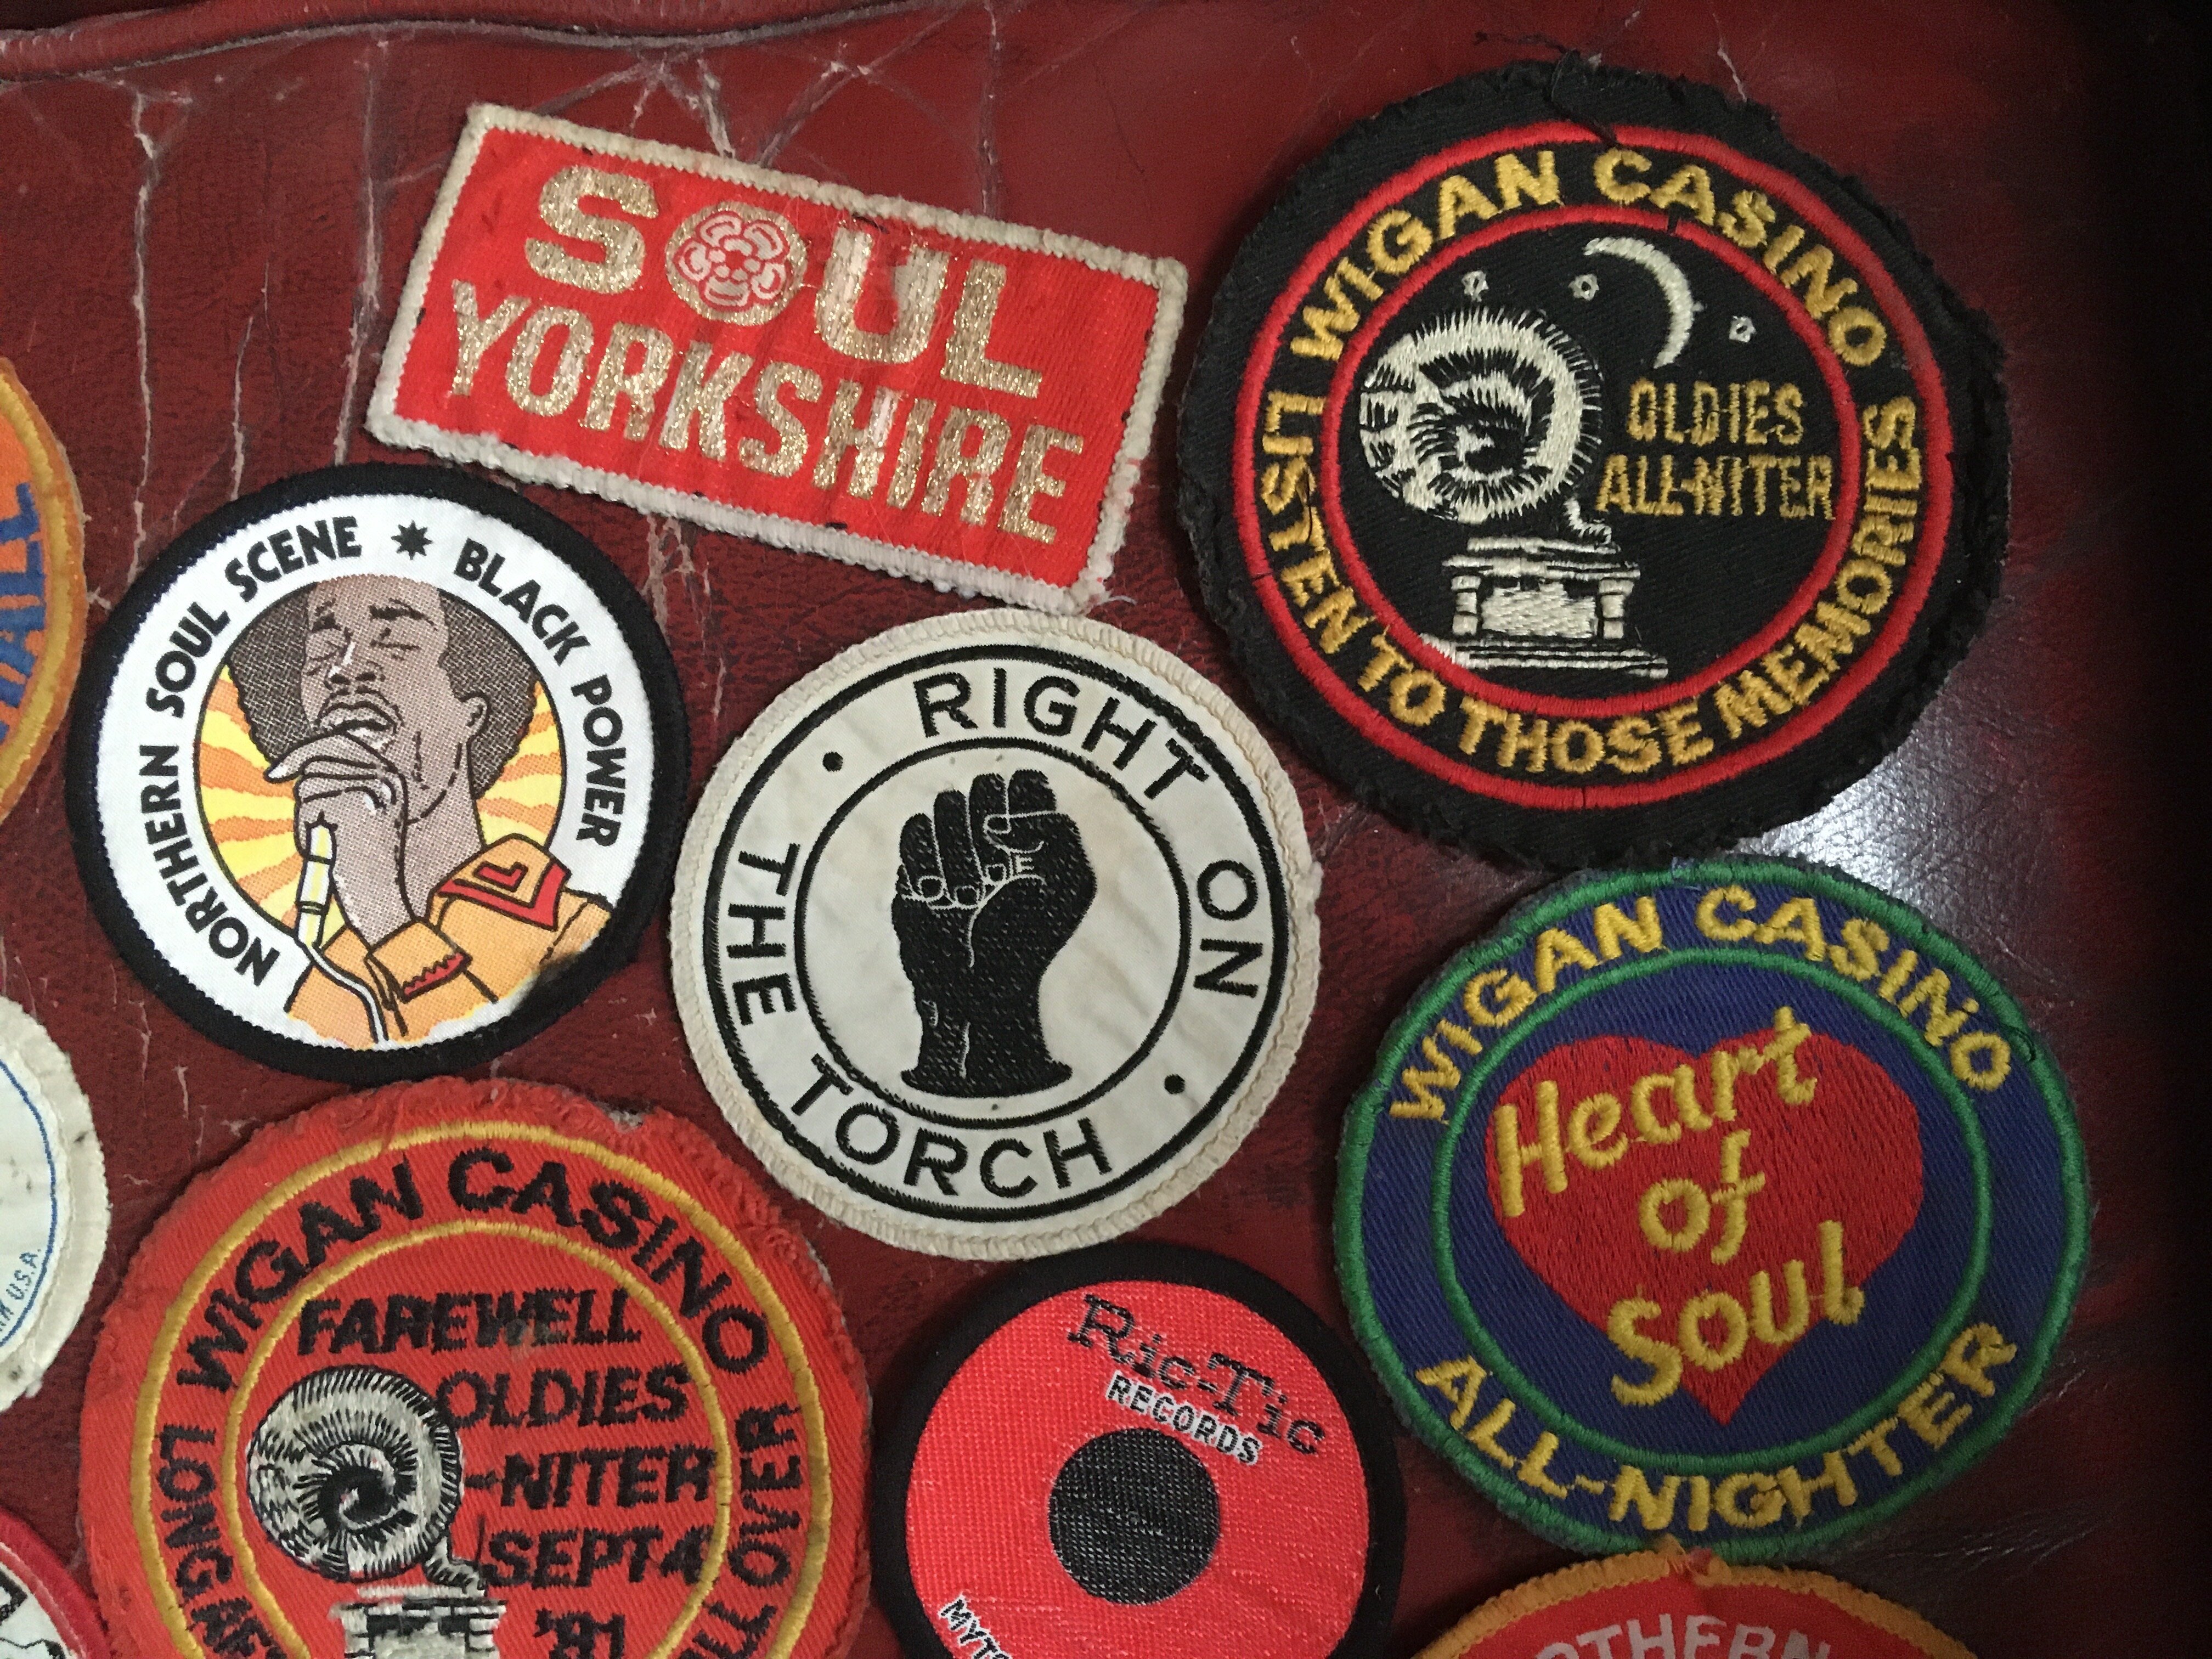 SOUL
YORKSHIRE
WIGAN CASINO
OLDIES
ALL-NITER
LISTEN TO THOSE MEMORIES
NORTHERN SOUL SCENE * BLACK POWER
RIGHT ON
THE TORCH
WIGAN CASINO
Heart
of
Soul
ALL-NIGHTER
WIGAN CASINO
FAREWELL
OLDIES
-NITER
SEPT 4
'81
LONG
OVER
Ric-Tic
RECORDS
U.S.A.